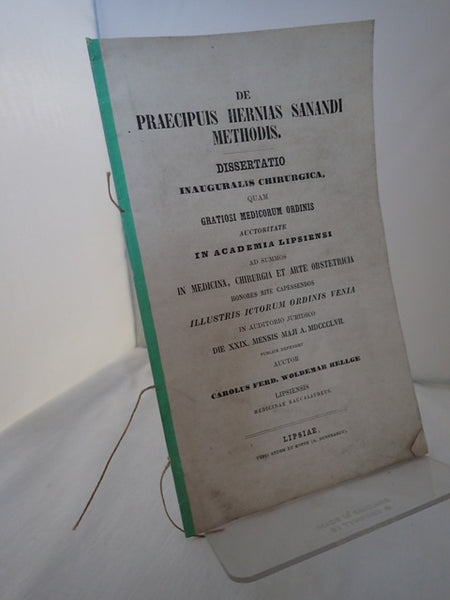 DE
PRAECIPUIS HERNIAS SANANDI
METHODIS.
DISSERTATIO
INAUGURALIS CHIRURGICA,
QUAM
GRATIOSI MEDICORUM ORDINIS
AUCTORITATE
IN ACADEMIA LIPSIENSI
AD SUMMOS
IN MEDICINA, CHIRURGIA ET ARTE OBSTETRICIA
HONORES RITE CAPESSENDOS
ILLUSTRIS ICTORUM ORDINIS VENIA
IN AUDITORIO JURIDICO
DIE XXIX. MENSIS MAJI A. MDCCCLVII.
PUBLICE DEFENDET
AUCTOR
CAROLUS FERD. WOLDEMAR HELLGE
LIPSIENSIS
MEDICINAE BACCALAUREUS.
LIPSIAE,